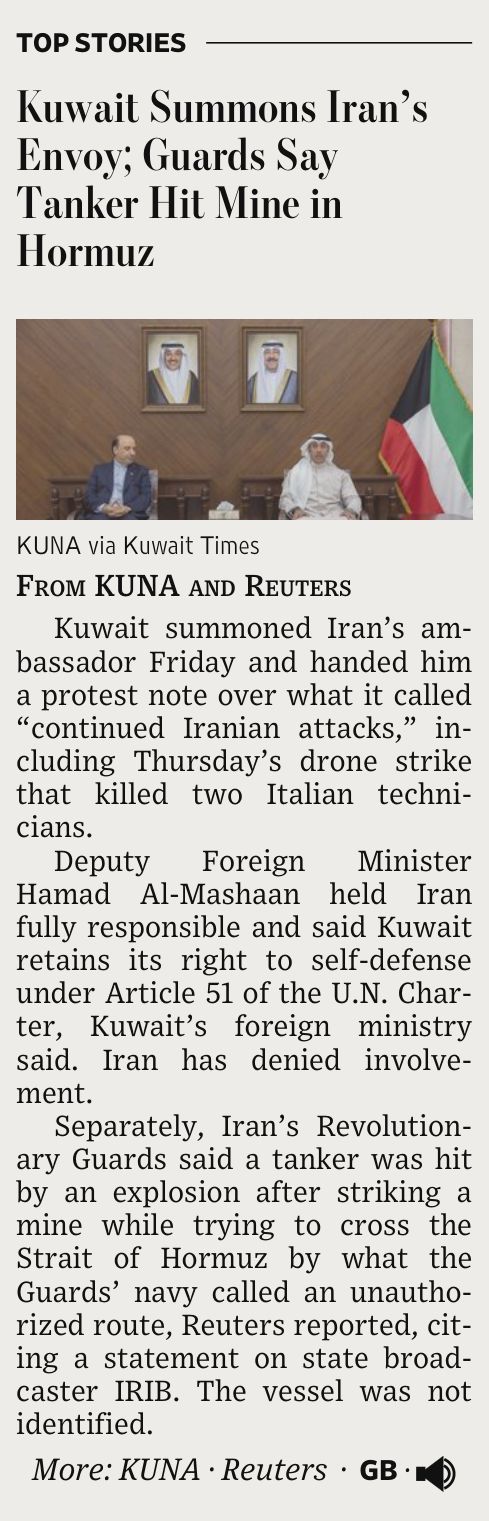 TOP STORIES
Kuwait Summons Iran’s
Envoy; Guards Say
Tanker Hit Mine in
Hormuz
KUNA via Kuwait Times
FROM KUNA AND REUTERS
Kuwait summoned Iran’s am-
bassador Friday and handed him
a protest note over what it called
“continued Iranian attacks,” in-
cluding Thursday’s drone strike
that killed two Italian techni-
cians.
Deputy Foreign Minister
Hamad Al-Mashaan held Iran
fully responsible and said Kuwait
retains its right to self-defense
under Article 51 of the U.N. Char-
ter, Kuwait’s foreign ministry
said. Iran has denied involve-
ment.
Separately, Iran’s Revolution-
ary Guards said a tanker was hit
by an explosion after striking a
mine while trying to cross the
Strait of Hormuz by what the
Guards’ navy called an unautho-
rized route, Reuters reported, cit-
ing a statement on state broad-
caster IRIB. The vessel was not
identified.
More: KUNA · Reuters · GB ·